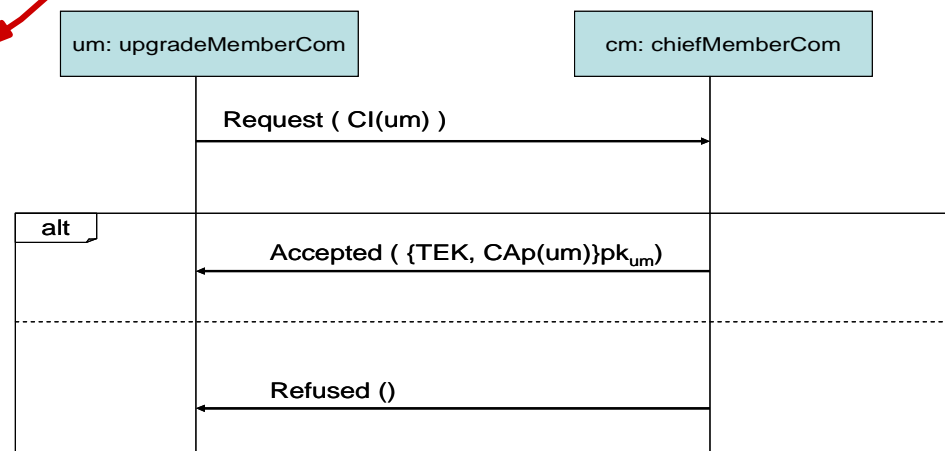 um: upgradeMemberCom
cm: chiefMemberCom
Request ( CI(um) )
alt
Accepted ( {TEK, CAp(um)}pkum)
Refused ()